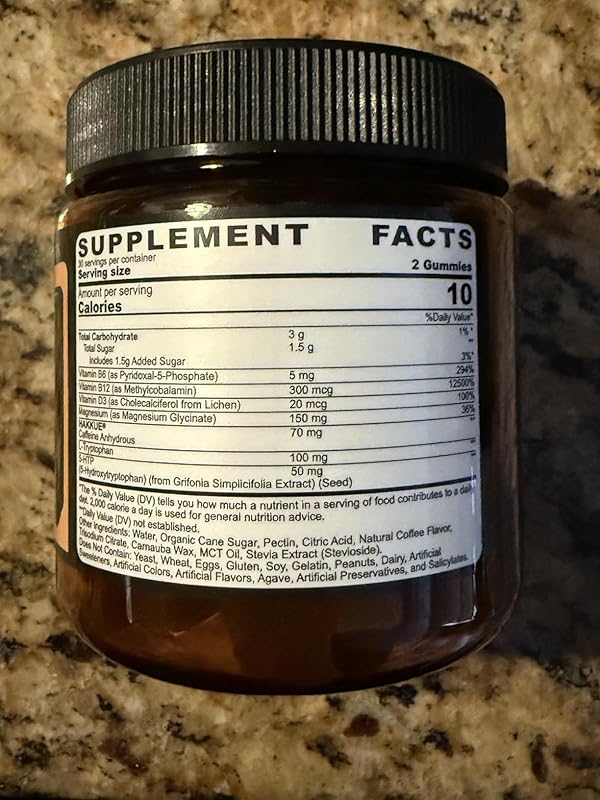 SUPPLEMENT FACTS
30 servings per container
Serving size 2 Gummies
Amount per serving
Calories 10
%Daily Value*
Total Carbohydrate 3 g 1%*
Total Sugar 1.5 g **
Includes 1.5g Added Sugar 3%*
Vitamin B6 (as Pyridoxal-5-Phosphate) 5 mg 294%
Vitamin B12 (as Methylcobalamin) 300 mcg 12500%
Vitamin D3 (as Cholecalciferol from Lichen) 20 mcg 100%
Magnesium (as Magnesium Glycinate) 150 mg 36%
HAKKUE®
Caffeine Anhydrous 70 mg **
L-Tryptophan 100 mg **
5-HTP 50 mg **
(5-Hydroxytryptophan) (from Grifonia Simplicifolia Extract) (Seed)
*The % Daily Value (DV) tells you how much a nutrient in a serving of food contributes to a daily
diet. 2,000 calorie a day is used for general nutrition advice.
**Daily Value (DV) not established.
Other Ingredients: Water, Organic Cane Sugar, Pectin, Citric Acid, Natural Coffee Flavor,
Trisodium Citrate, Carnauba Wax, MCT Oil, Stevia Extract (Stevioside).
Does Not Contain: Yeast, Wheat, Eggs, Gluten, Soy, Gelatin, Peanuts, Dairy, Artificial
Sweeteners, Artificial Colors, Artificial Flavors, Agave, Artificial Preservatives, and Salicylates.